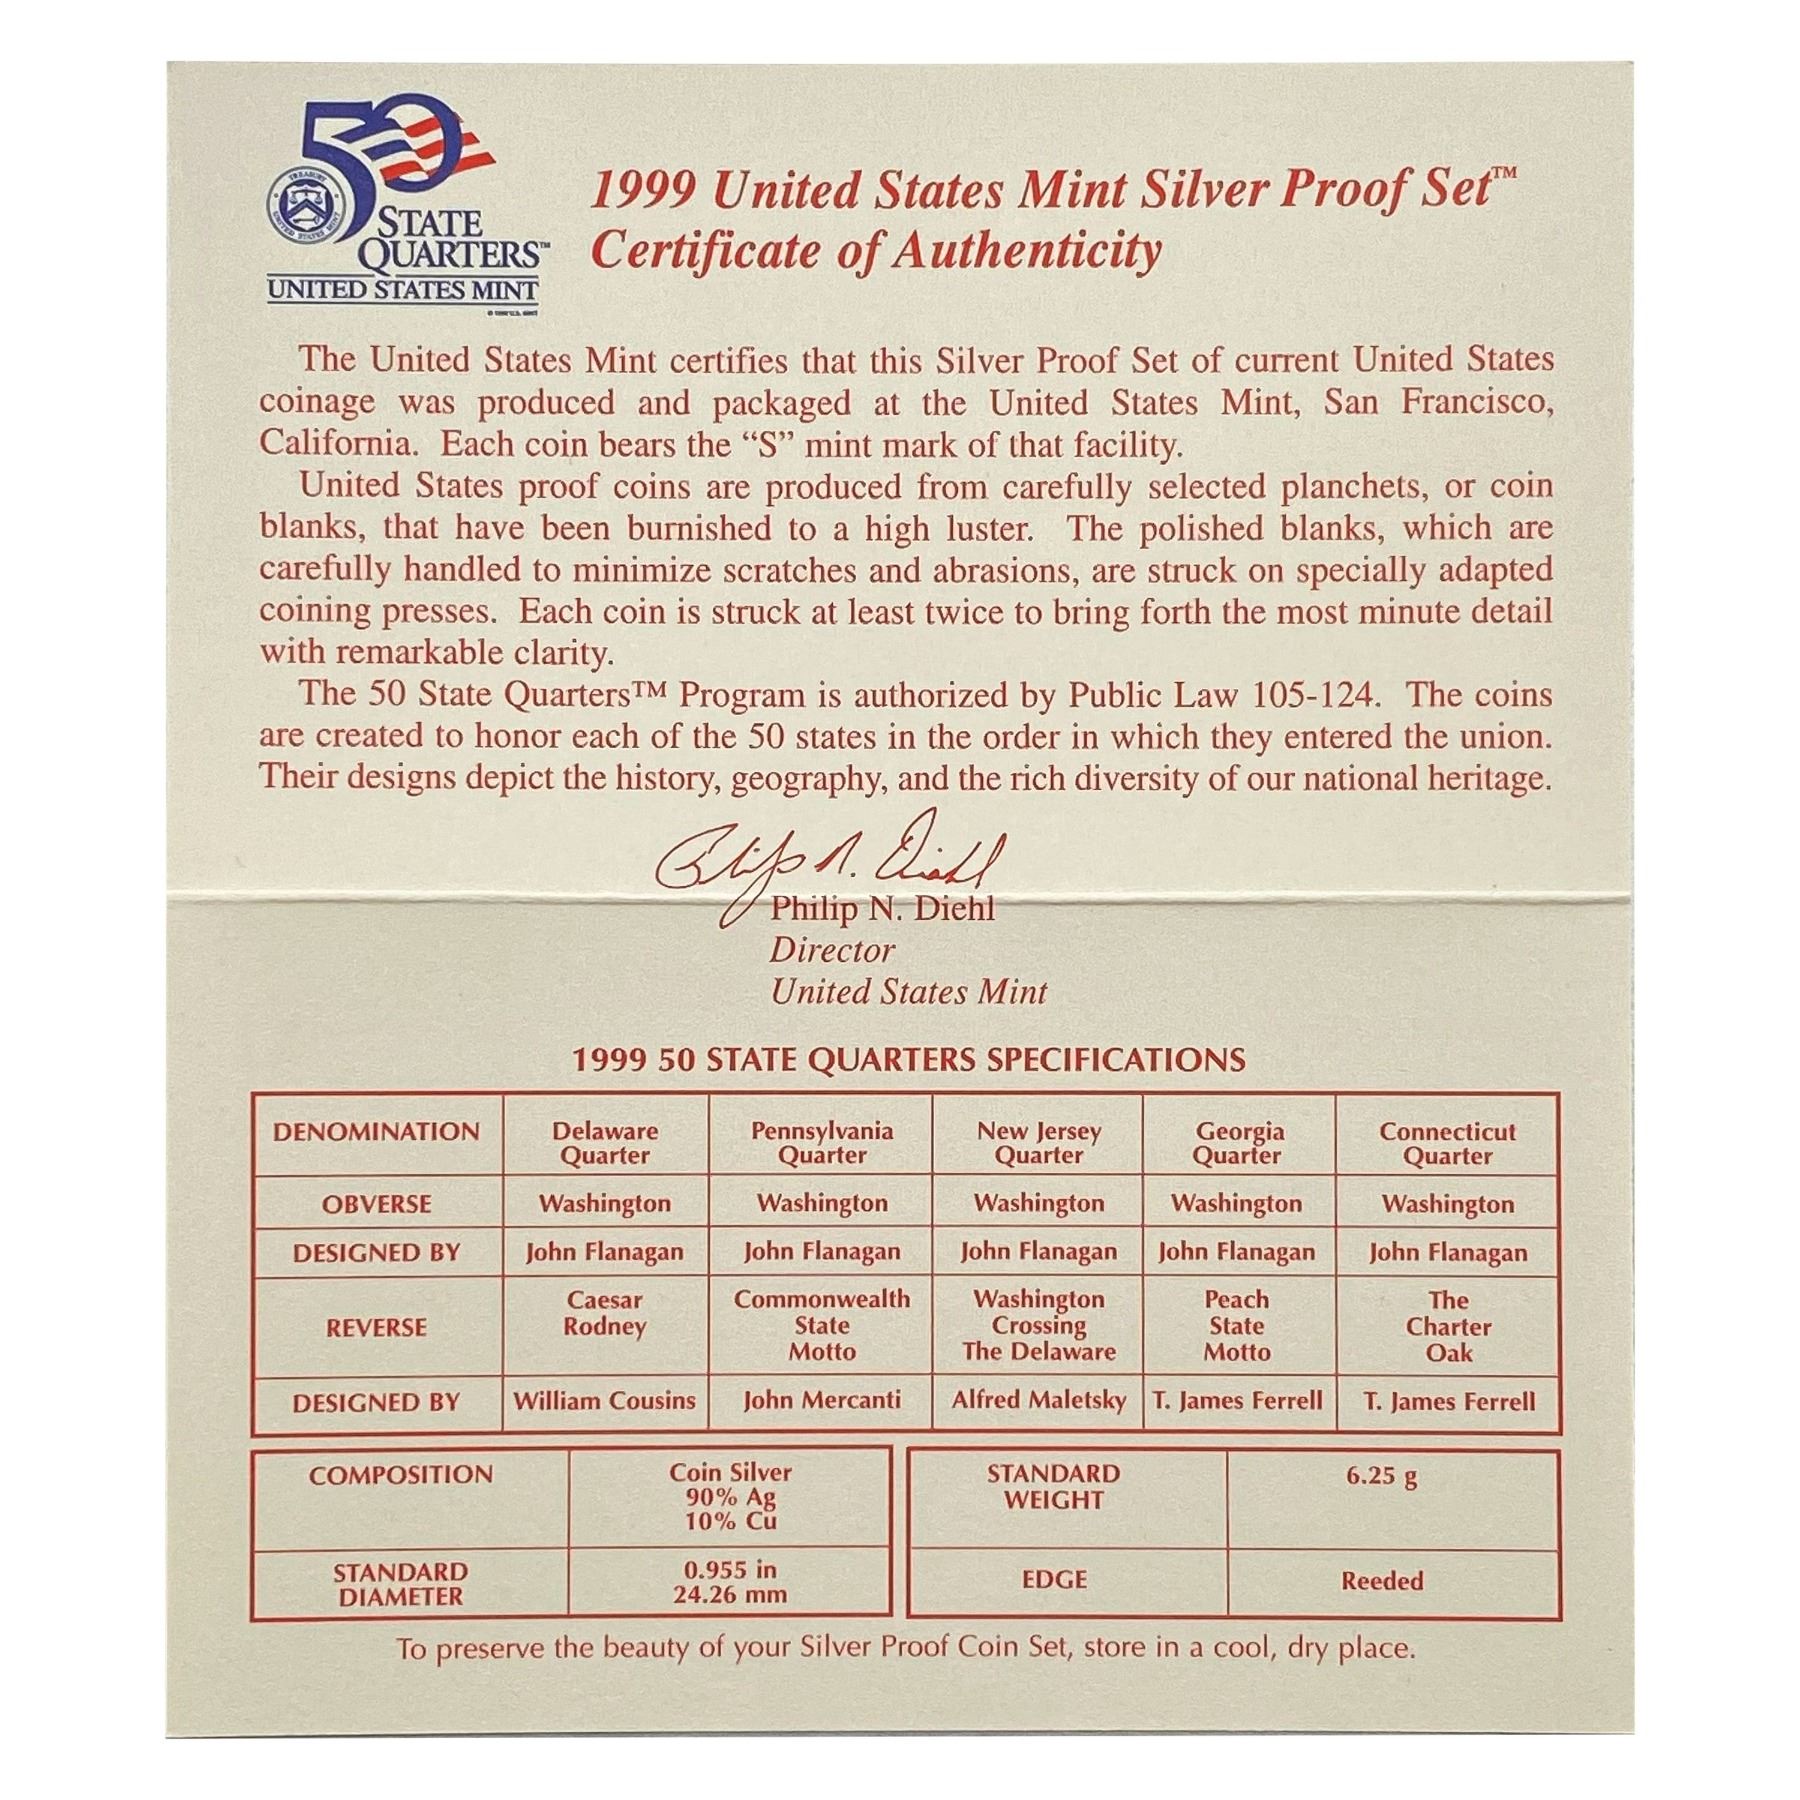 50
TREASURY
UNITED STATES MINT
STATE
QUARTERS™
UNITED STATES MINT
1999 United States Mint Silver Proof Set™
Certificate of Authenticity
The United States Mint certifies that this Silver Proof Set of current United States
coinage was produced and packaged at the United States Mint, San Francisco,
California. Each coin bears the “S” mint mark of that facility.
United States proof coins are produced from carefully selected planchets, or coin
blanks, that have been burnished to a high luster. The polished blanks, which are
carefully handled to minimize scratches and abrasions, are struck on specially adapted
coining presses. Each coin is struck at least twice to bring forth the most minute detail
with remarkable clarity.
The 50 State Quarters™ Program is authorized by Public Law 105-124. The coins
are created to honor each of the 50 states in the order in which they entered the union.
Their designs depict the history, geography, and the rich diversity of our national heritage.
Philip N. Diehl
Philip N. Diehl
Director
United States Mint
1999 50 STATE QUARTERS SPECIFICATIONS
DENOMINATION Delaware Pennsylvania New Jersey Georgia Connecticut
Quarter Quarter Quarter Quarter Quarter
OBVERSE Washington Washington Washington Washington Washington
DESIGNED BY John Flanagan John Flanagan John Flanagan John Flanagan John Flanagan
Caesar Commonwealth Washington Peach The
REVERSE Rodney State Crossing State Charter
Motto The Delaware Motto Oak
DESIGNED BY William Cousins John Mercanti Alfred Maletsky T. James Ferrell T. James Ferrell
COMPOSITION Coin Silver STANDARD 6.25 g
90% Ag WEIGHT
10% Cu
STANDARD 0.955 in EDGE Reeded
DIAMETER 24.26 mm
To preserve the beauty of your Silver Proof Coin Set, store in a cool, dry place.